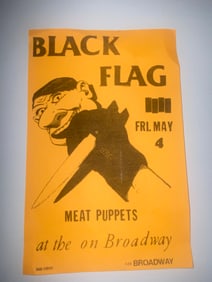 BLACK
FLAG
FRI. MAY
4
MEAT PUPPETS
at the on Broadway
BROADWAY